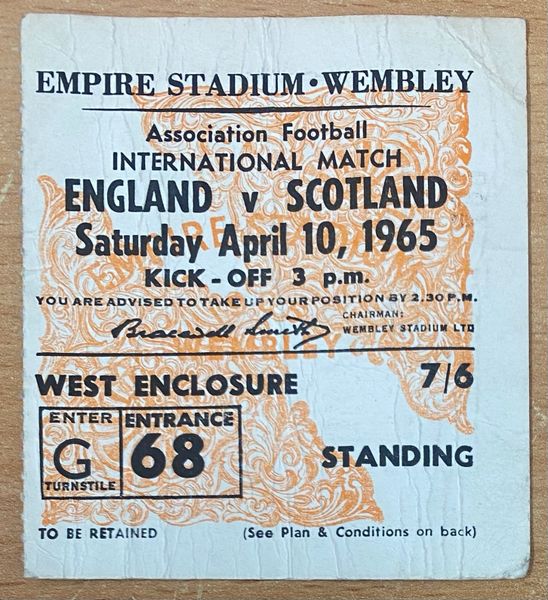 EMPIRE STADIUM • WEMBLEY
Association Football
INTERNATIONAL MATCH
ENGLAND v SCOTLAND
Saturday April 10, 1965
KICK - OFF 3 p.m.
YOU ARE ADVISED TO TAKE UP YOUR POSITION BY 2.30 P.M.
Bracewell Smith
CHAIRMAN:
WEMBLEY STADIUM LTD
WEST ENCLOSURE 7/6
ENTER
G
TURNSTILE
ENTRANCE
68
STANDING
TO BE RETAINED (See Plan & Conditions on back)